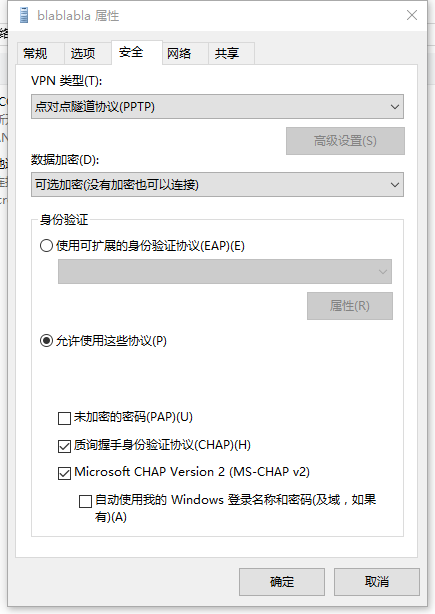 blablabla 属性
常规
选项
安全
网络
共享
VPN 类型(T):
点对点隧道协议(PPTP)
高级设置(S)
数据加密(D):
可选加密(没有加密也可以连接)
身份验证
使用可扩展的身份验证协议(EAP)(E)
属性(R)
允许使用这些协议(P)
未加密的密码(PAP)(U)
质询握手身份验证协议(CHAP)(H)
Microsoft CHAP Version 2 (MS-CHAP v2)
自动使用我的 Windows 登录名称和密码(及域，如果
有)(A)
确定
取消